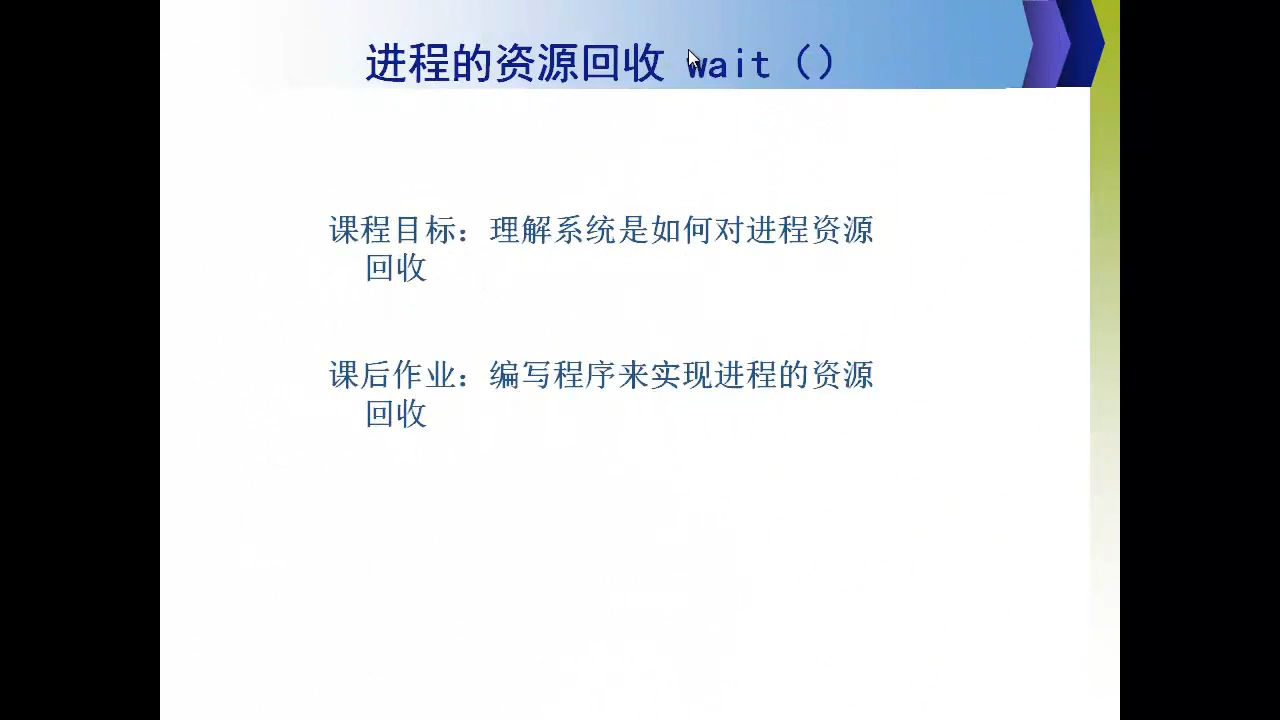 进程的资源回收 wait（）
课程目标：理解系统是如何对进程资源
回收
课后作业：编写程序来实现进程的资源
回收